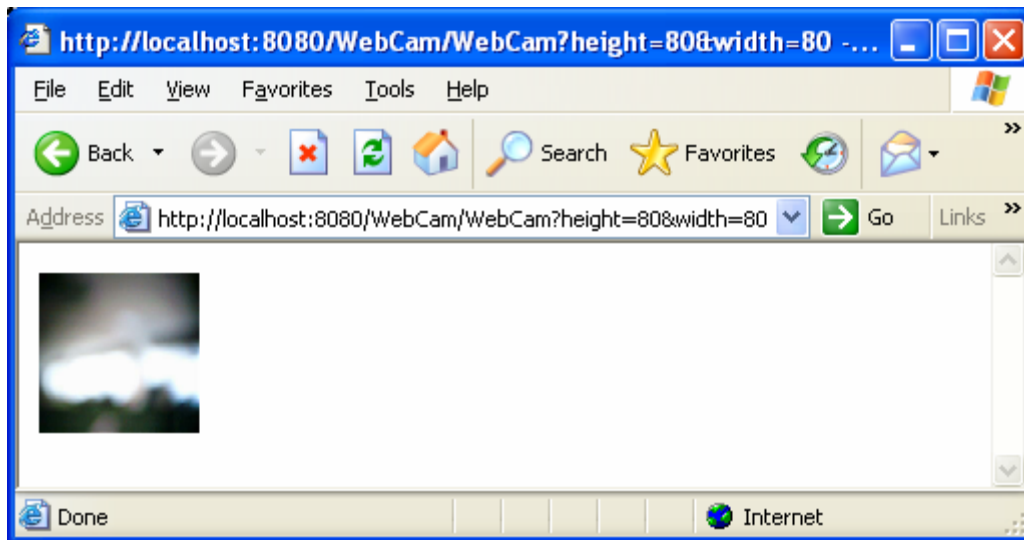 http://localhost:8080/WebCam/WebCam?height=80&width=80 -...
File Edit View Favorites Tools Help
Back Search Favorites »
Address http://localhost:8080/WebCam/WebCam?height=80&width=80 Go Links »
Done Internet